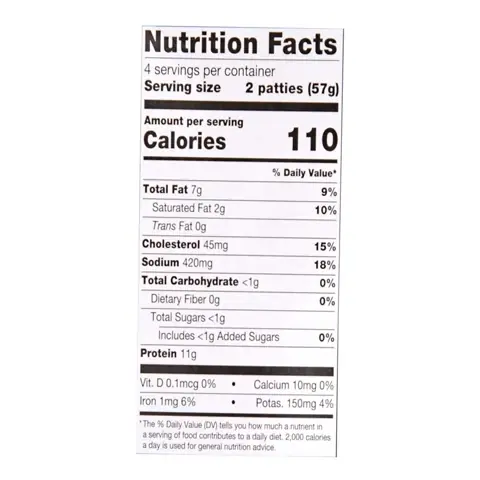 Nutrition Facts
4 servings per container
Serving size 2 patties (57g)
Amount per serving
Calories 110
% Daily Value*
Total Fat 7g 9%
Saturated Fat 2g 10%
Trans Fat 0g
Cholesterol 45mg 15%
Sodium 420mg 18%
Total Carbohydrate <1g 0%
Dietary Fiber 0g 0%
Total Sugars <1g
Includes <1g Added Sugars 0%
Protein 11g
Vit. D 0.1mcg 0% • Calcium 10mg 0%
Iron 1mg 6% • Potas. 150mg 4%
*The % Daily Value (DV) tells you how much a nutrient in
a serving of food contributes to a daily diet. 2,000 calories
a day is used for general nutrition advice.